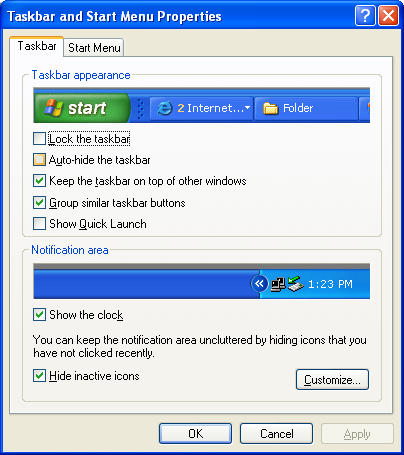 Taskbar and Start Menu Properties
Taskbar
Start Menu
Taskbar appearance
start
2 Internet...
Folder
Lock the taskbar
Auto-hide the taskbar
Keep the taskbar on top of other windows
Group similar taskbar buttons
Show Quick Launch
Notification area
1:23 PM
Show the clock
You can keep the notification area uncluttered by hiding icons that you
have not clicked recently.
Hide inactive icons
Customize...
OK
Cancel
Apply